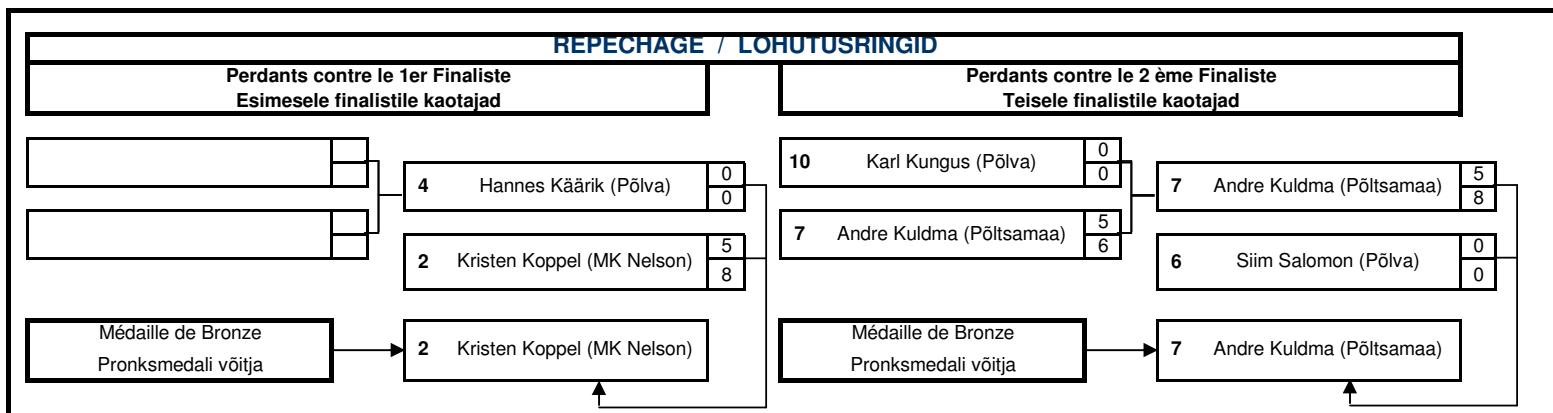 REPECHAGE / LOHUTUSRINGID
Perdants contre le 1er Finaliste
Esimesele finalistile kaotajad
Perdants contre le 2 ème Finaliste
Teisele finalistile kaotajad
4 Hannes Käärik (Põlva) 0
0
2 Kristen Koppel (MK Nelson) 5
8
10 Karl Kungus (Põlva) 0
0
7 Andre Kuldma (Põltsamaa) 5
6
7 Andre Kuldma (Põltsamaa) 5
8
6 Siim Salomon (Põlva) 0
0
Médaille de Bronze
Pronksmedali võitja
2 Kristen Koppel (MK Nelson)
Médaille de Bronze
Pronksmedali võitja
7 Andre Kuldma (Põltsamaa)